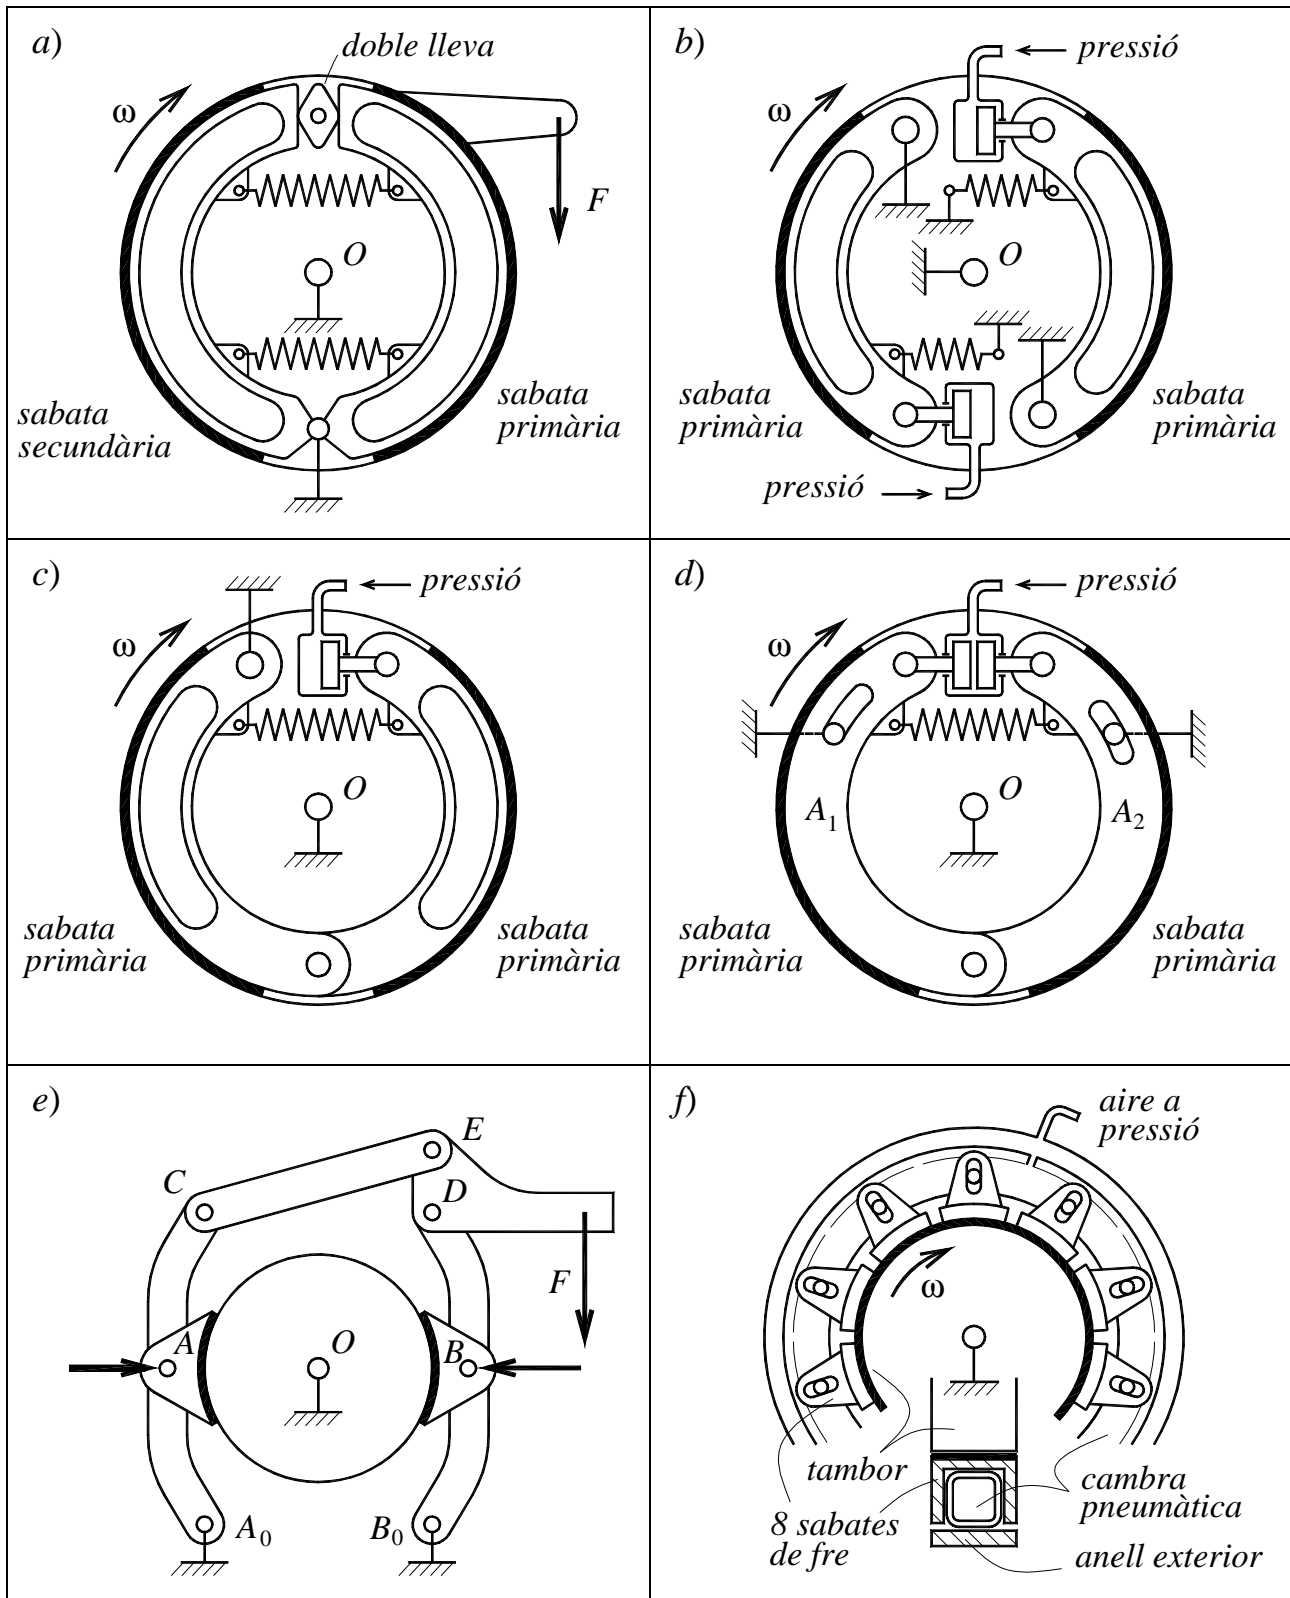 a)
doble lleva
ω
F
O
sabata
secundària
sabata
primària
b)
pressió
ω
O
sabata
primària
sabata
primària
pressió
c)
pressió
ω
O
sabata
primària
sabata
primària
d)
pressió
ω
O
A1
A2
sabata
primària
sabata
primària
e)
E
C
D
F
A
O
B
A0
B0
f)
aire a
pressió
ω
tambor
cambra
pneumàtica
8 sabates
de fre
anell exterior